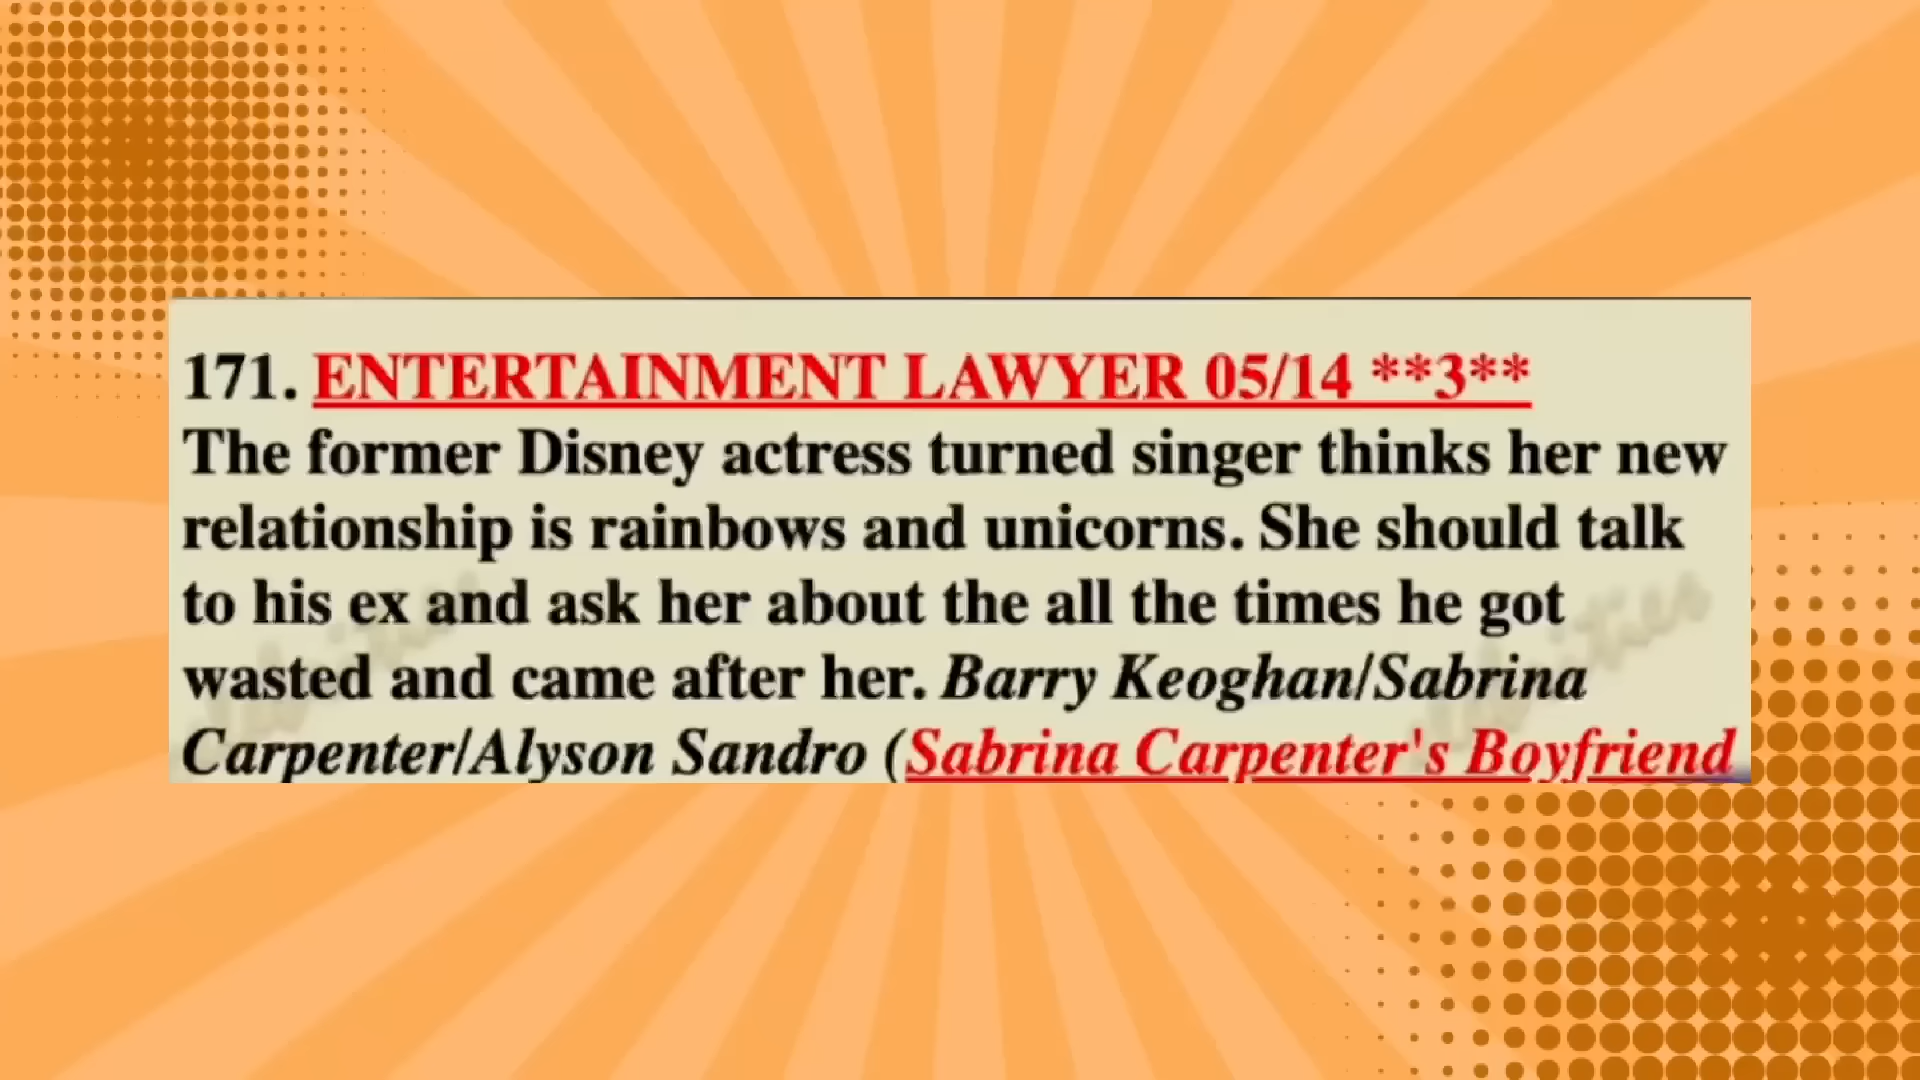 171. ENTERTAINMENT LAWYER 05/14 **3**
The former Disney actress turned singer thinks her new
relationship is rainbows and unicorns. She should talk
to his ex and ask her about the all the times he got
wasted and came after her. Barry Keoghan/Sabrina
Carpenter/Alyson Sandro (Sabrina Carpenter's Boyfriend